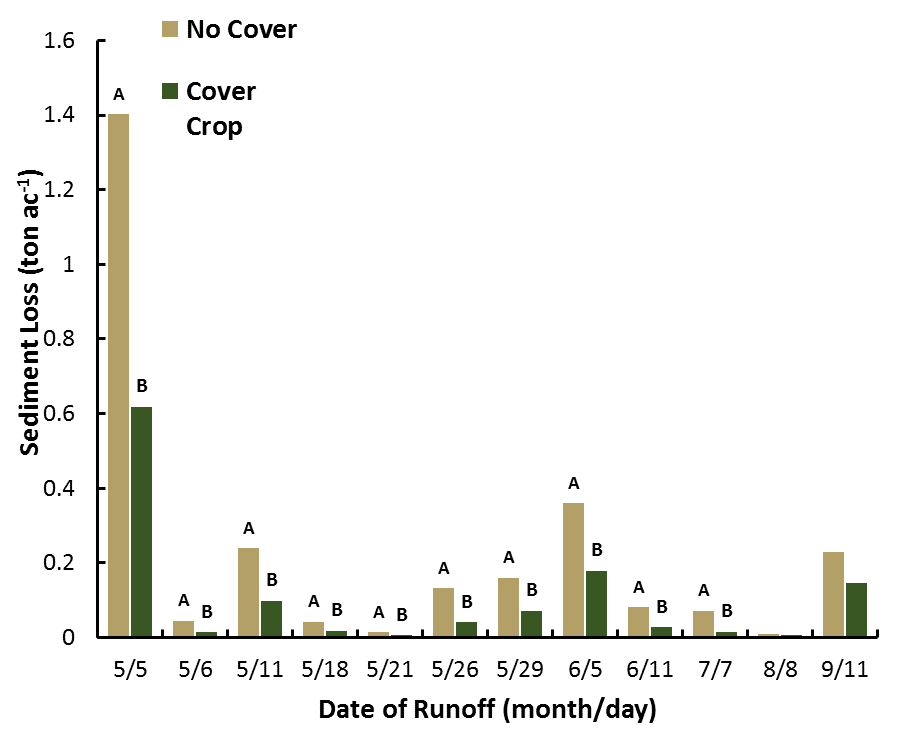 No Cover
Cover
Crop
Sediment Loss (ton ac-1)
1.6
1.4
1.2
1
0.8
0.6
0.4
0.2
0
A
B
A
B
A
B
A
B
A
B
A
B
A
B
A
B
A
B
A
B
5/5 5/6 5/11 5/18 5/21 5/26 5/29 6/5 6/11 7/7 8/8 9/11
Date of Runoff (month/day)